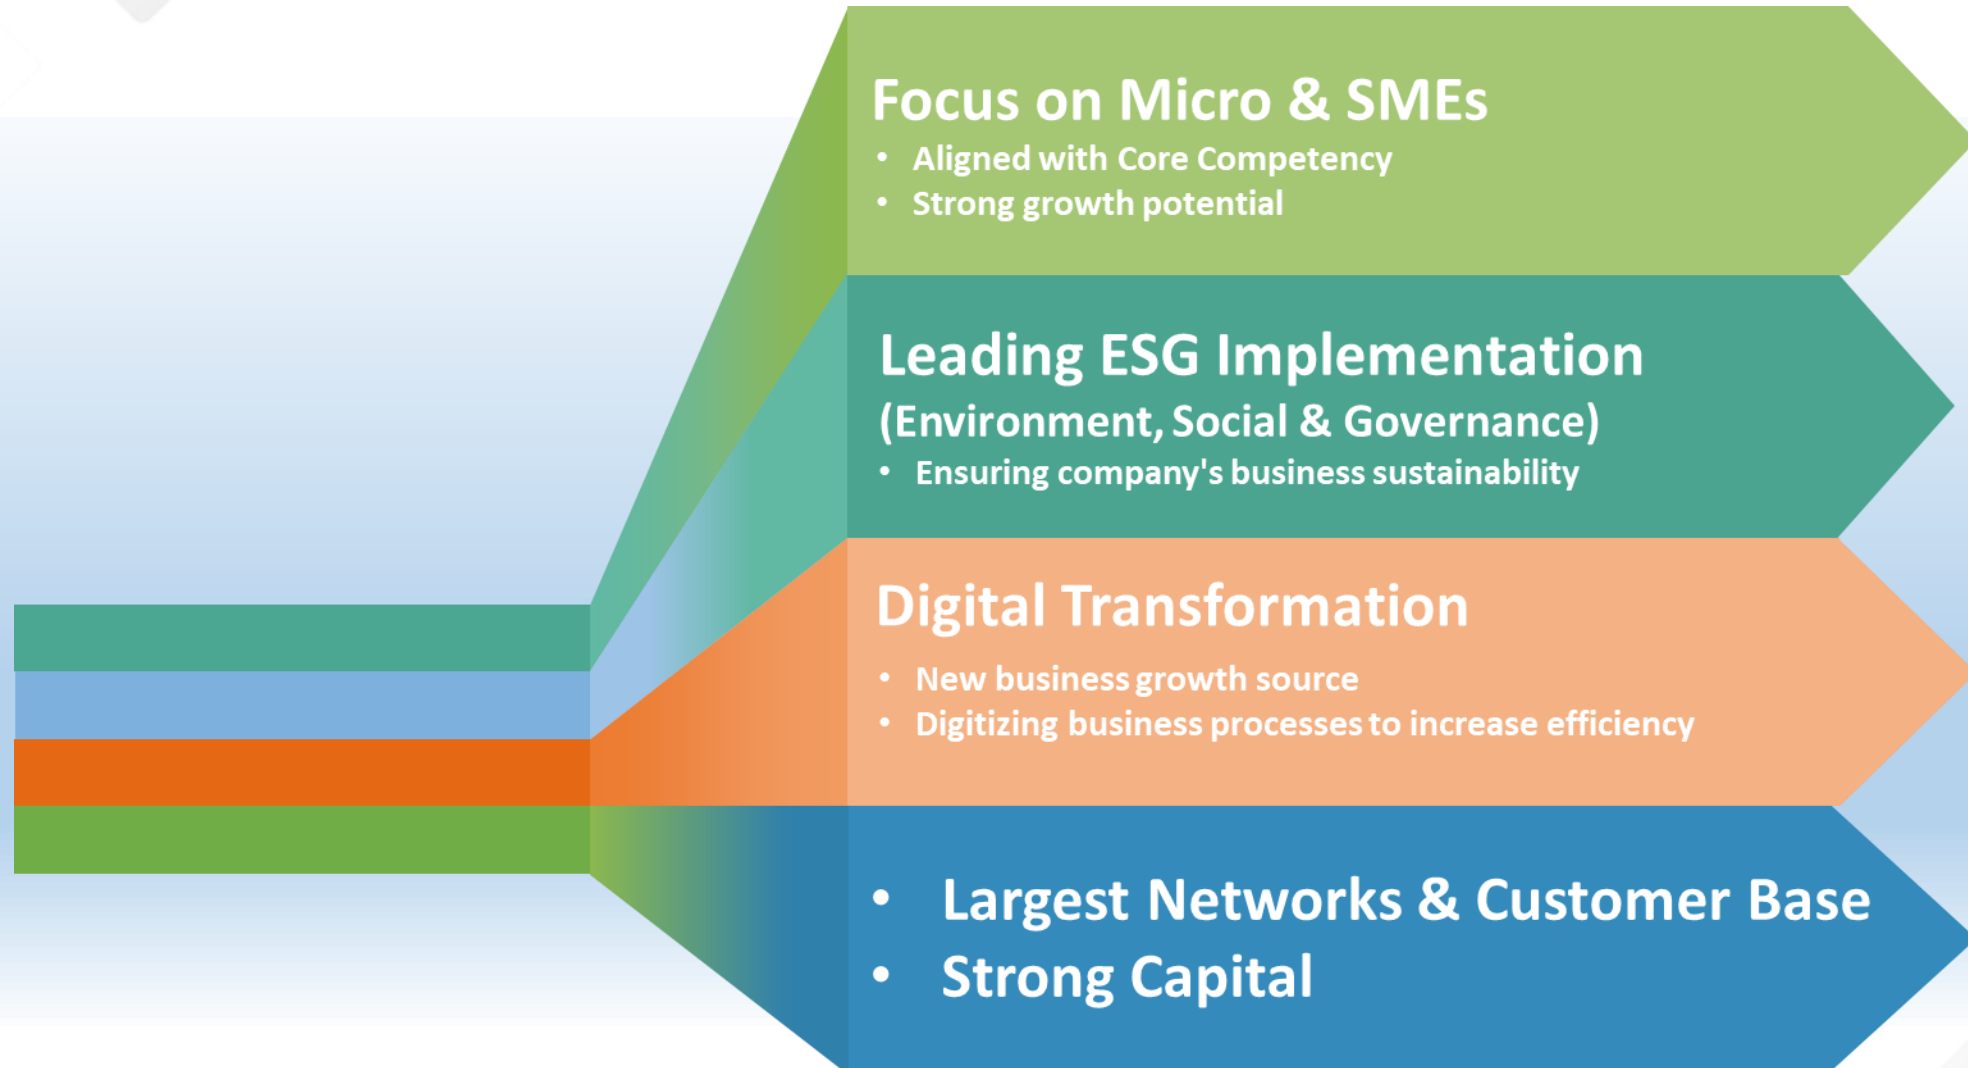 Focus on Micro & SMEs
• Aligned with Core Competency
• Strong growth potential
Leading ESG Implementation
(Environment, Social & Governance)
• Ensuring company's business sustainability
Digital Transformation
• New business growth source
• Digitizing business processes to increase efficiency
• Largest Networks & Customer Base
• Strong Capital